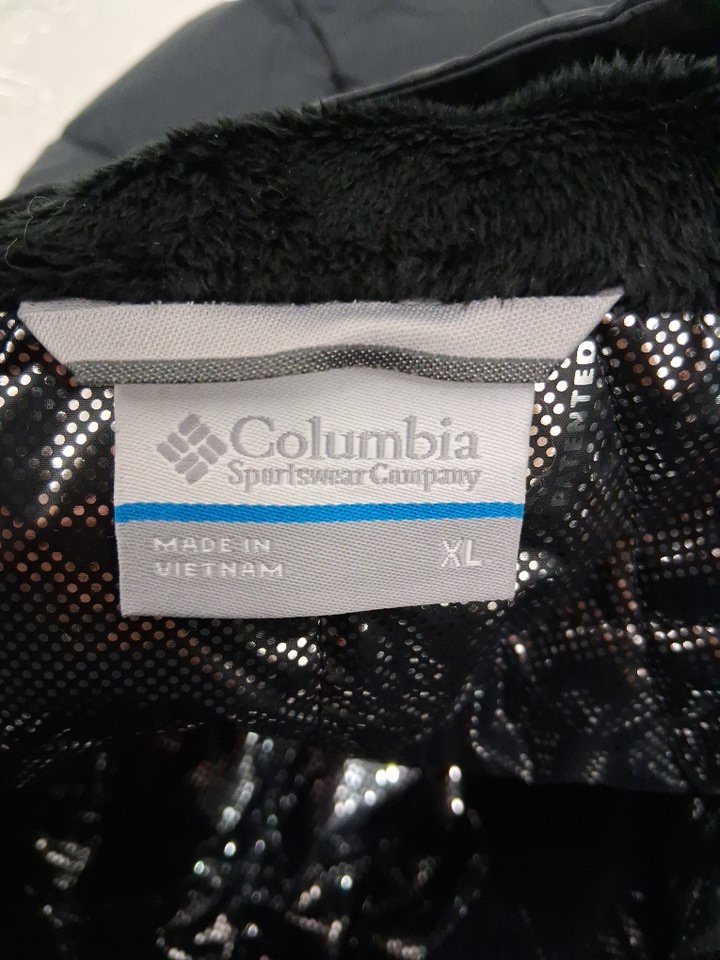 Columbia
Sportswear Company
MADE IN
VIETNAM
XL
PATENTED